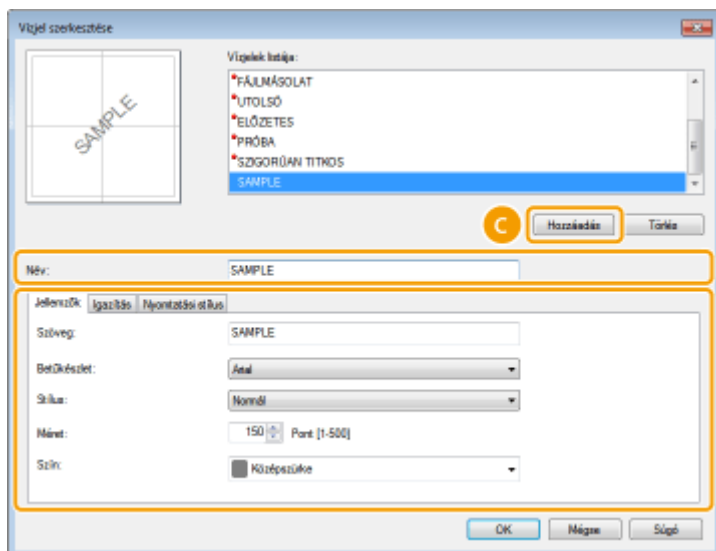 Vízjel szerkesztése
Vízjelek listája:
SAMPLE
*FÁJLMÁSOLAT
*UTOLSÓ
*ELŐZETES
*PRÓBA
*SZIGORÚAN TITKOS
SAMPLE
C Hozzáadás Törlés
Név: SAMPLE
Jellemzők Igazítás Nyomtatási stílus
Szöveg: SAMPLE
Betűkészlet: Arial
Stílus: Normál
Méret: 150 Pont [1-500]
Szín: Középszürke
OK Mégse Súgó